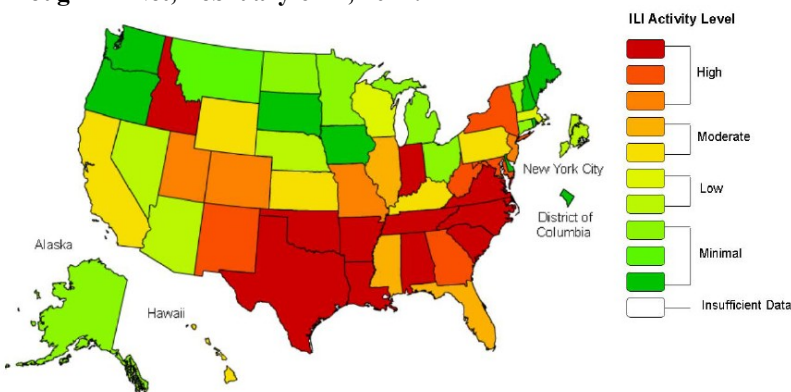 ILI Activity Level
High
Moderate
Low
Minimal
Insufficient Data
New York City
District of
Columbia
Alaska
Hawaii